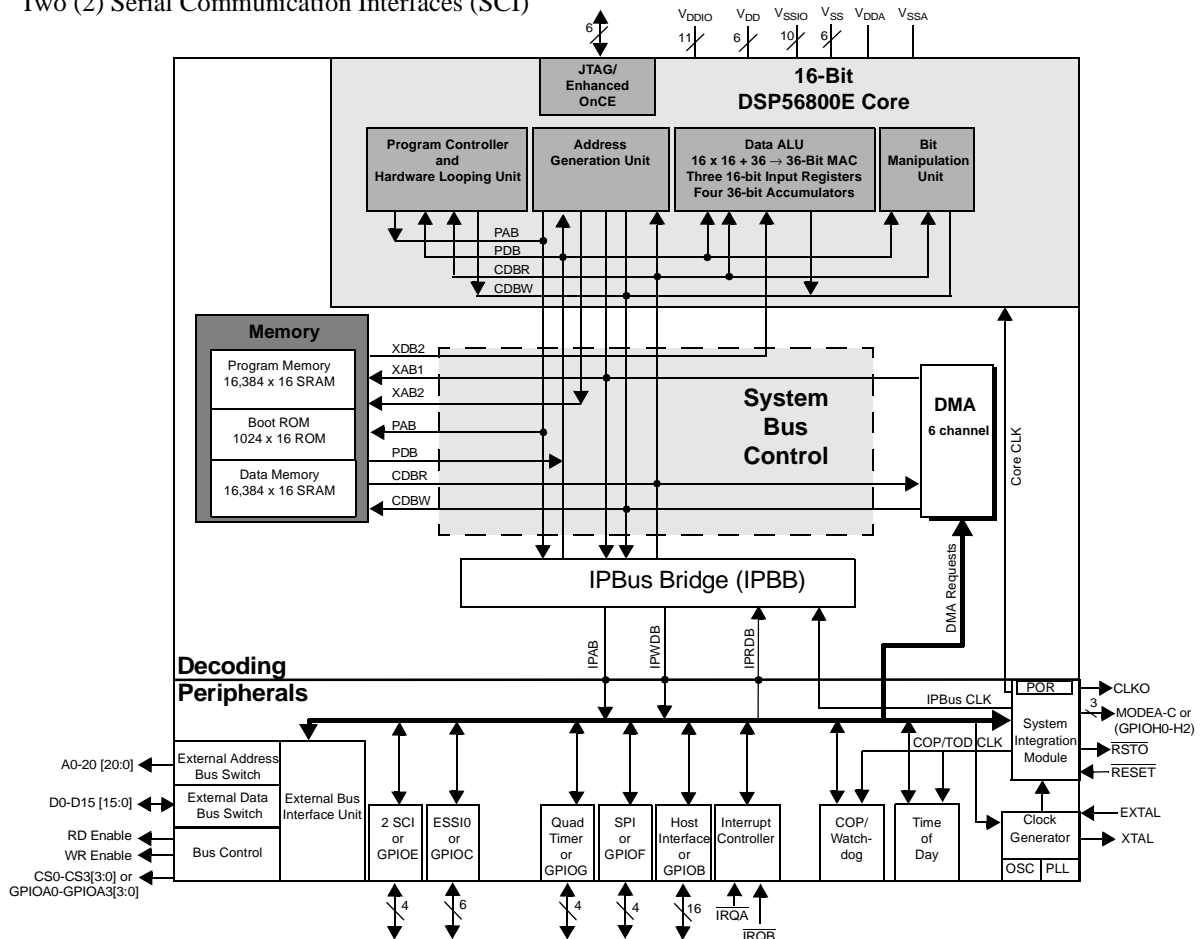 Two (2) Serial Communication Interfaces (SCI)
VDDIO
VDD
VSSIO
VSS
VDDA
VSSA
6
11
6
10
6
JTAG/
Enhanced
OnCE
16-Bit
DSP56800E Core
Program Controller
and
Hardware Looping Unit
Address
Generation Unit
Data ALU
16 x 16 + 36 → 36-Bit MAC
Three 16-bit Input Registers
Four 36-bit Accumulators
Bit
Manipulation
Unit
PAB
PDB
CDBR
CDBW
Memory
Program Memory
16,384 x 16 SRAM
Boot ROM
1024 x 16 ROM
Data Memory
16,384 x 16 SRAM
XDB2
XAB1
XAB2
PAB
PDB
CDBR
CDBW
System
Bus
Control
DMA
6 channel
Core CLK
DMA Requests
IPBus Bridge (IPBB)
IPAB
IPWDB
IPRDB
Decoding
Peripherals
IPBus CLK
COP/TOD CLK
POR
System
Integration
Module
CLKO
3
MODEA-C or
(GPIOH0-H2)
RSTO
RESET
EXTAL
XTAL
Clock
Generator
OSC
PLL
A0-20 [20:0]
D0-D15 [15:0]
RD Enable
WR Enable
CS0-CS3[3:0] or
GPIOA0-GPIOA3[3:0]
External Address
Bus Switch
External Data
Bus Switch
Bus Control
External Bus
Interface Unit
2 SCI
or
GPIOE
ESSI0
or
GPIOC
Quad
Timer
or
GPIOG
SPI
or
GPIOF
Host
Interface
or
GPIOB
Interrupt
Controller
COP/
Watch-
dog
Time
of
Day
4
6
4
4
16
IRQA
IRQB